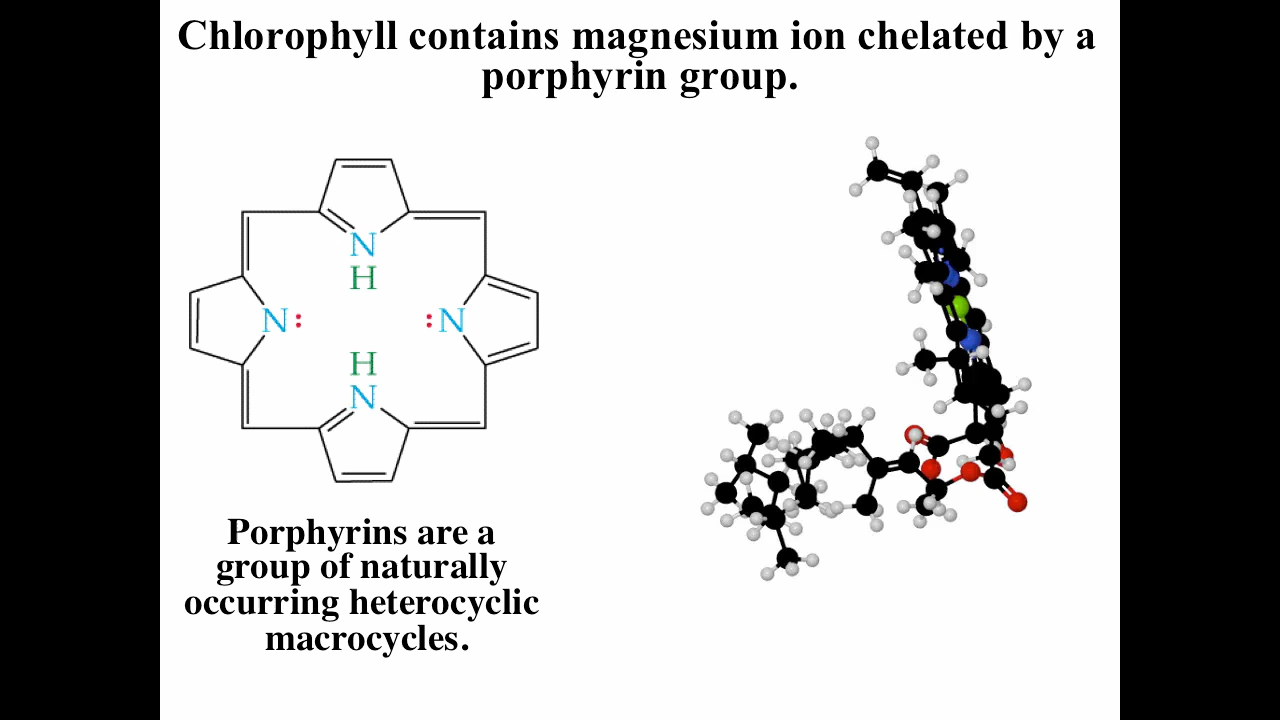 Chlorophyll contains magnesium ion chelated by a
porphyrin group.
N
H
N:
:N
H
N
Porphyrins are a
group of naturally
occurring heterocyclic
macrocycles.